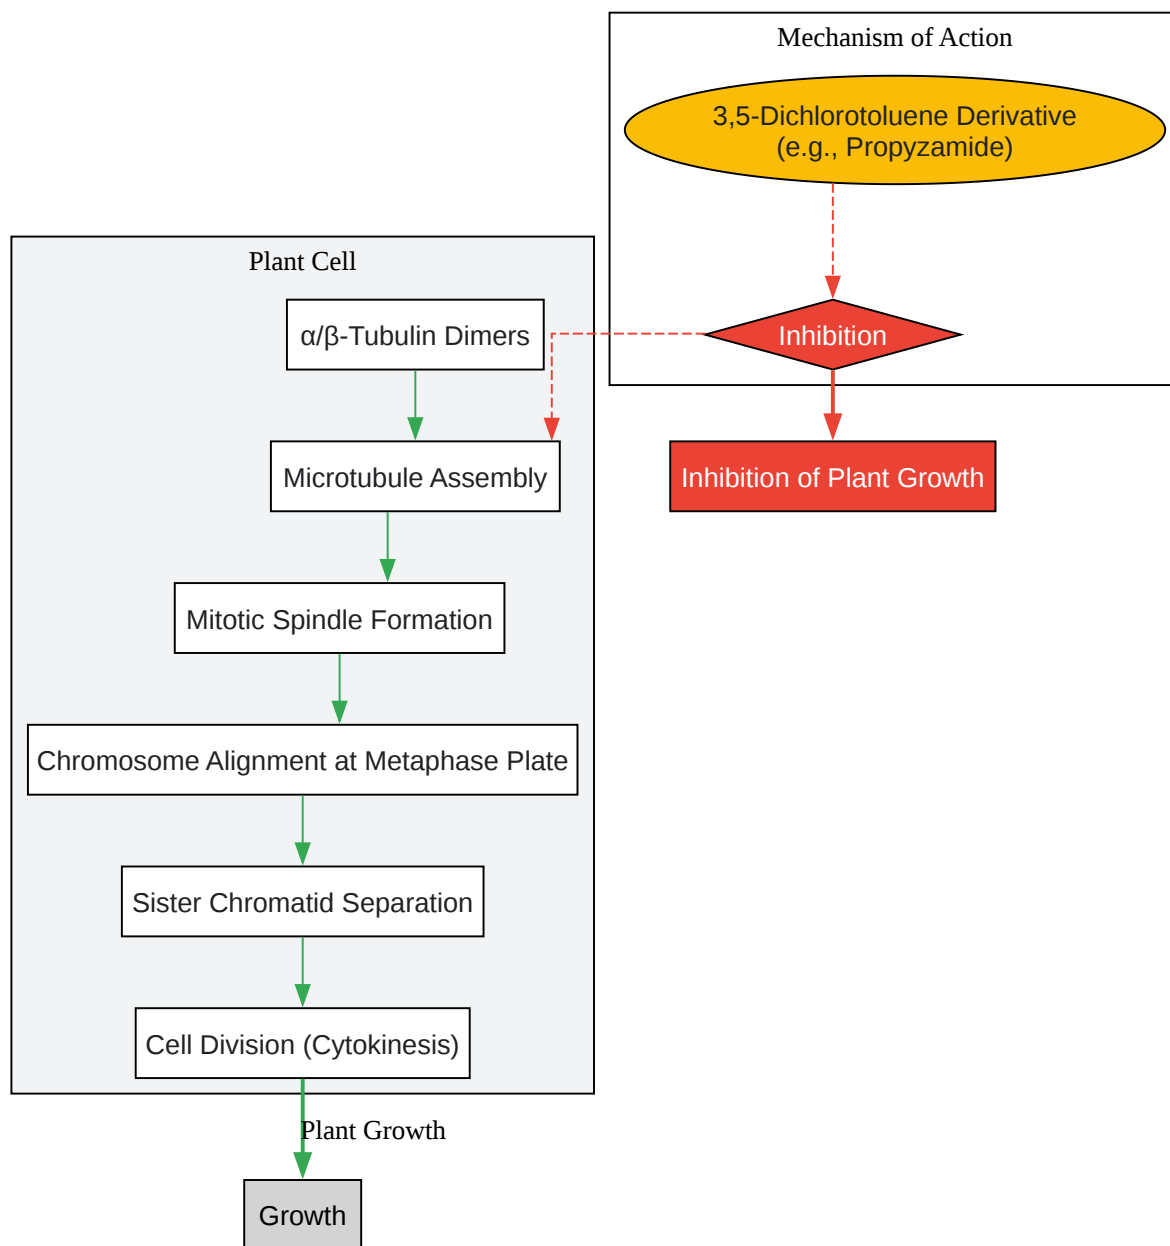 Mechanism of Action
3,5-Dichlorotoluene Derivative
(e.g., Propyzamide)
Plant Cell
α/β-Tubulin Dimers
Inhibition
Microtubule Assembly
Inhibition of Plant Growth
Mitotic Spindle Formation
Chromosome Alignment at Metaphase Plate
Sister Chromatid Separation
Cell Division (Cytokinesis)
Plant Growth
Growth